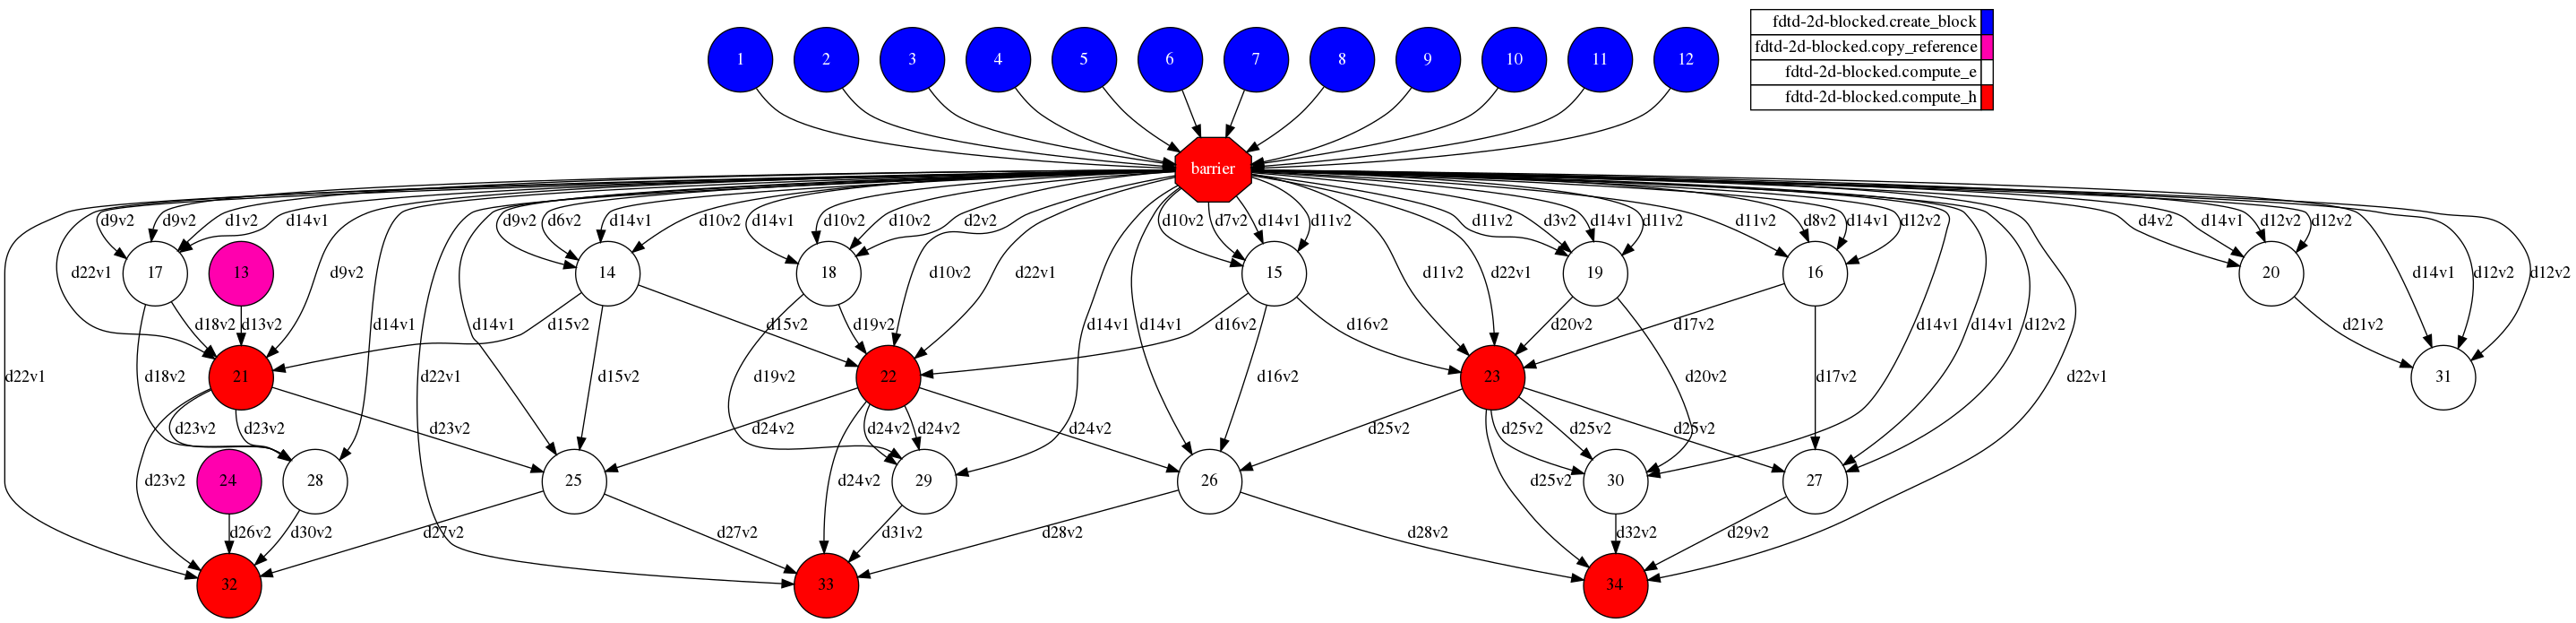 1 2 3 4 5 6 7 8 9 10 11 12
fdtd-2d-blocked.create_block
fdtd-2d-blocked.copy_reference
fdtd-2d-blocked.compute_e
fdtd-2d-blocked.compute_h
barrier
d9v2 d9v2 d1v2 d14v1 d9v2 d6v2 d14v1 d10v2 d14v1 d10v2 d10v2 d2v2 d10v2 d7v2 d14v1 d11v2 d11v2 d3v2 d14v1 d11v2 d11v2 d8v2 d14v1 d12v2 d4v2 d14v1 d12v2 d12v2
17 13 14 18 15 19 16 20
d22v1 d9v2 d10v2 d22v1 d11v2 d22v1 d14v1 d12v2 d12v2
d18v2 d13v2 d14v1 d14v1 d15v2 d15v2 d19v2 d14v1 d14v1 d16v2 d16v2 d20v2 d17v2 d14v1 d14v1 d12v2 d21v2
d22v1 d18v2 21 d22v1 d15v2 d19v2 22 d16v2 23 d20v2 d17v2 d22v1 31
d23v2 d23v2 d23v2 d24v2 d24v2 d24v2 d24v2 d25v2 d25v2 d25v2 d25v2
d23v2 24 28 25 d24v2 29 26 d25v2 30 27
d26v2 d30v2 d27v2 d27v2 d31v2 d28v2 d28v2 d32v2 d29v2
32 33 34